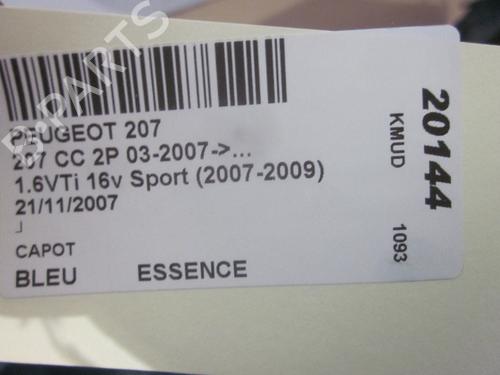 PEUGEOT 207
207 CC 2P 03-2007->...
1.6VTi 16v Sport (2007-2009)
21/11/2007
CAPOT
BLEU ESSENCE
20144
KMUD 1093